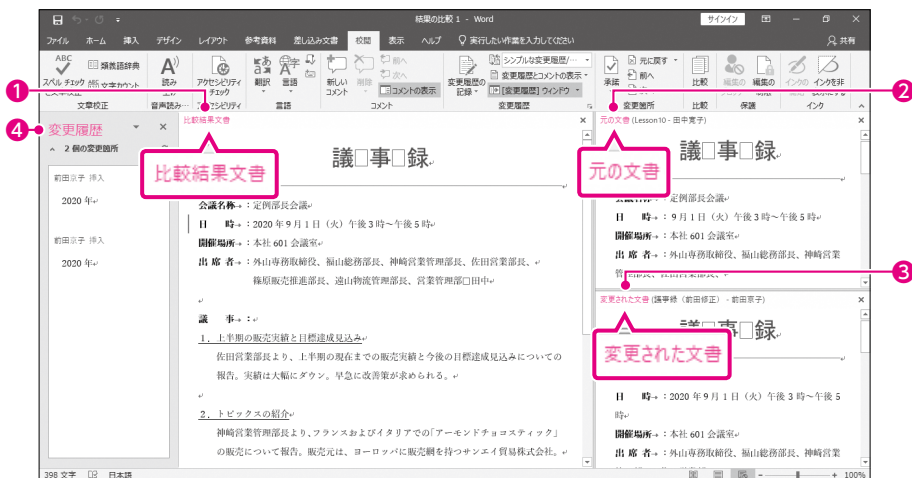 結果の比較 1 - Word
サインイン
ファイル ホーム 挿入 デザイン レイアウト 参考資料 差し込み文書 校閲 表示 ヘルプ 実行したい作業を入力してください 共有
ABC 類義語辞典
スペル チェック 文字カウント
文章校正
読み
音声読み…
アクセシビリティ
チェック
翻訳 言語
言語
新しい
コメント
削除
前へ
次へ
コメントの表示
コメント
変更履歴の
記録
シンプルな変更履歴/…
変更履歴とコメントの表示
[変更履歴] ウィンドウ
変更履歴
承諾
元に戻す
前へ
変更箇所
比較
比較
編集の 編集の
保護
インクの インクを非
インク
1
2
3
4
変更履歴
2 個の変更箇所
前田京子 挿入
2020 年
前田京子 挿入
2020 年
比較結果文書
比較結果文書
議□事□録
会議名称→：定例部長会議
日　時→：2020 年 9 月 1 日（火）午後 3 時～午後 5 時
開催場所→：本社 601 会議室
出 席 者→：外山専務取締役、福山総務部長、神崎営業管理部長、佐田営業部長、
篠原販売推進部長、遠山物流管理部長、営業管理部□田中
議　事→：
1．上半期の販売実績と目標達成見込み
佐田営業部長より、上半期の現在までの販売実績と今後の目標達成見込みについての
報告。実績は大幅にダウン。早急に改善策が求められる。
2．トピックスの紹介
神崎営業管理部長より、フランスおよびイタリアでの「アーモンドチョコスティック」
の販売について報告。販売元は、ヨーロッパに販売網を持つサンエイ貿易株式会社。
元の文書 (Lesson10 - 田中寛子)
元の文書
議□事□録
日　時→：9 月 1 日（火）午後 3 時～午後 5 時
開催場所→：本社 601 会議室
出 席 者→：外山専務取締役、福山総務部長、神崎営業
変更された文書 (議事録（前田修正） - 前田京子)
変更された文書
事□録
日　時→：2020 年 9 月 1 日（火）午後 3 時～午後 5
時
開催場所→：本社 601 会議室
出 席 者→：外山専務取締役、福山総務部長、神崎営業
398 文字 日本語
100%